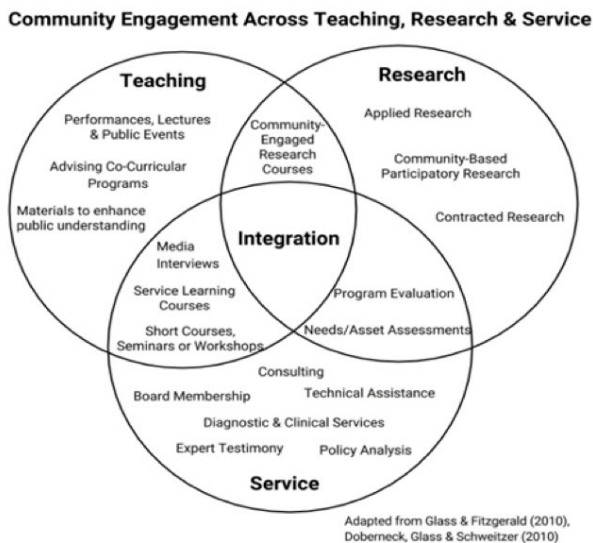 Community Engagement Across Teaching, Research & Service
Teaching
Performances, Lectures
& Public Events
Advising Co-Curricular
Programs
Materials to enhance
public understanding
Community-
Engaged
Research
Courses
Research
Applied Research
Community-Based
Participatory Research
Contracted Research
Integration
Media
Interviews
Service Learning
Courses
Short Courses,
Seminars or Workshops
Program Evaluation
Needs/Asset Assessments
Consulting
Board Membership
Technical Assistance
Diagnostic & Clinical Services
Expert Testimony
Policy Analysis
Service
Adapted from Glass & Fitzgerald (2010),
Doberneck, Glass & Schweitzer (2010)